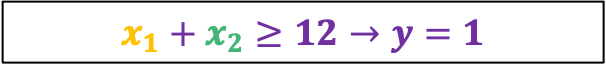 x₁ + x₂ ≥ 12 → y = 1